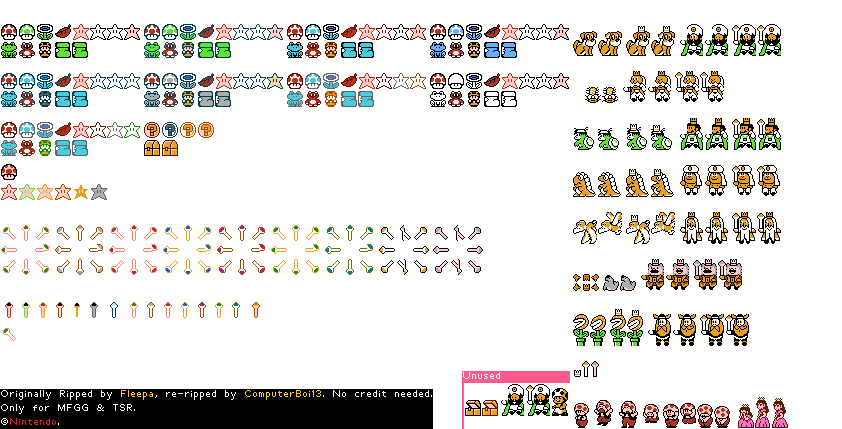 Unused
Originally Ripped by Fleepa, re-ripped by ComputerBoi13. No credit needed.
Only for MFGG & TSR.
©Nintendo.